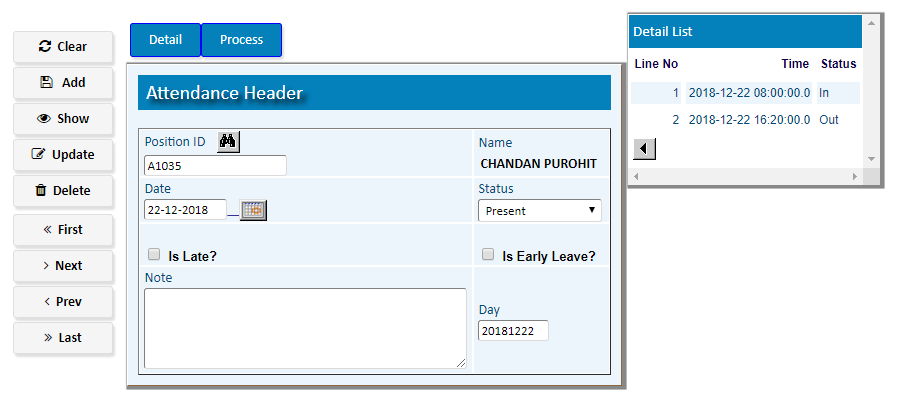 Clear
Add
Show
Update
Delete
First
Next
Prev
Last
Detail Process
Attendance Header
Position ID
A1035
Name
CHANDAN PUROHIT
Date
22-12-2018
Status
Present
Is Late?
Is Early Leave?
Note
Day
20181222
Detail List
Line No Time Status
1 2018-12-22 08:00:00.0 In
2 2018-12-22 16:20:00.0 Out